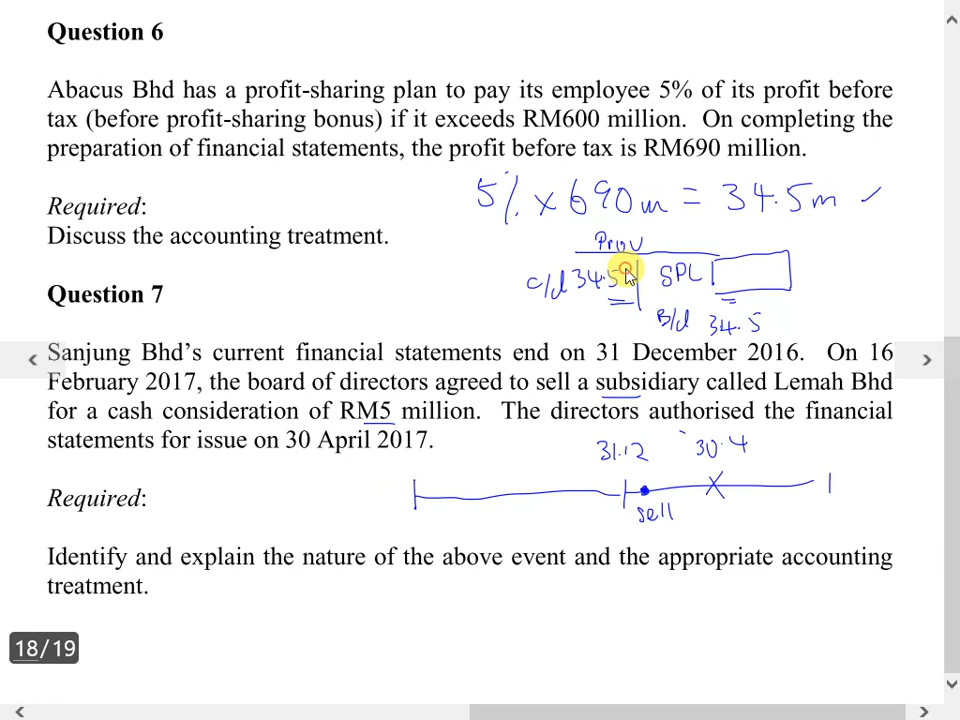 Question 6
Abacus Bhd has a profit-sharing plan to pay its employee 5% of its profit before
tax (before profit-sharing bonus) if it exceeds RM600 million. On completing the
preparation of financial statements, the profit before tax is RM690 million.
5% x 690m = 34.5m
Required:
Discuss the accounting treatment.
Prov
c/d 34.5 SPL
Question 7
B/d 34.5
Sanjung Bhd's current financial statements end on 31 December 2016. On 16
February 2017, the board of directors agreed to sell a subsidiary called Lemah Bhd
for a cash consideration of RM5 million. The directors authorised the financial
statements for issue on 30 April 2017.
31.12 30.4
Required:
sell
Identify and explain the nature of the above event and the appropriate accounting
treatment.
18/19